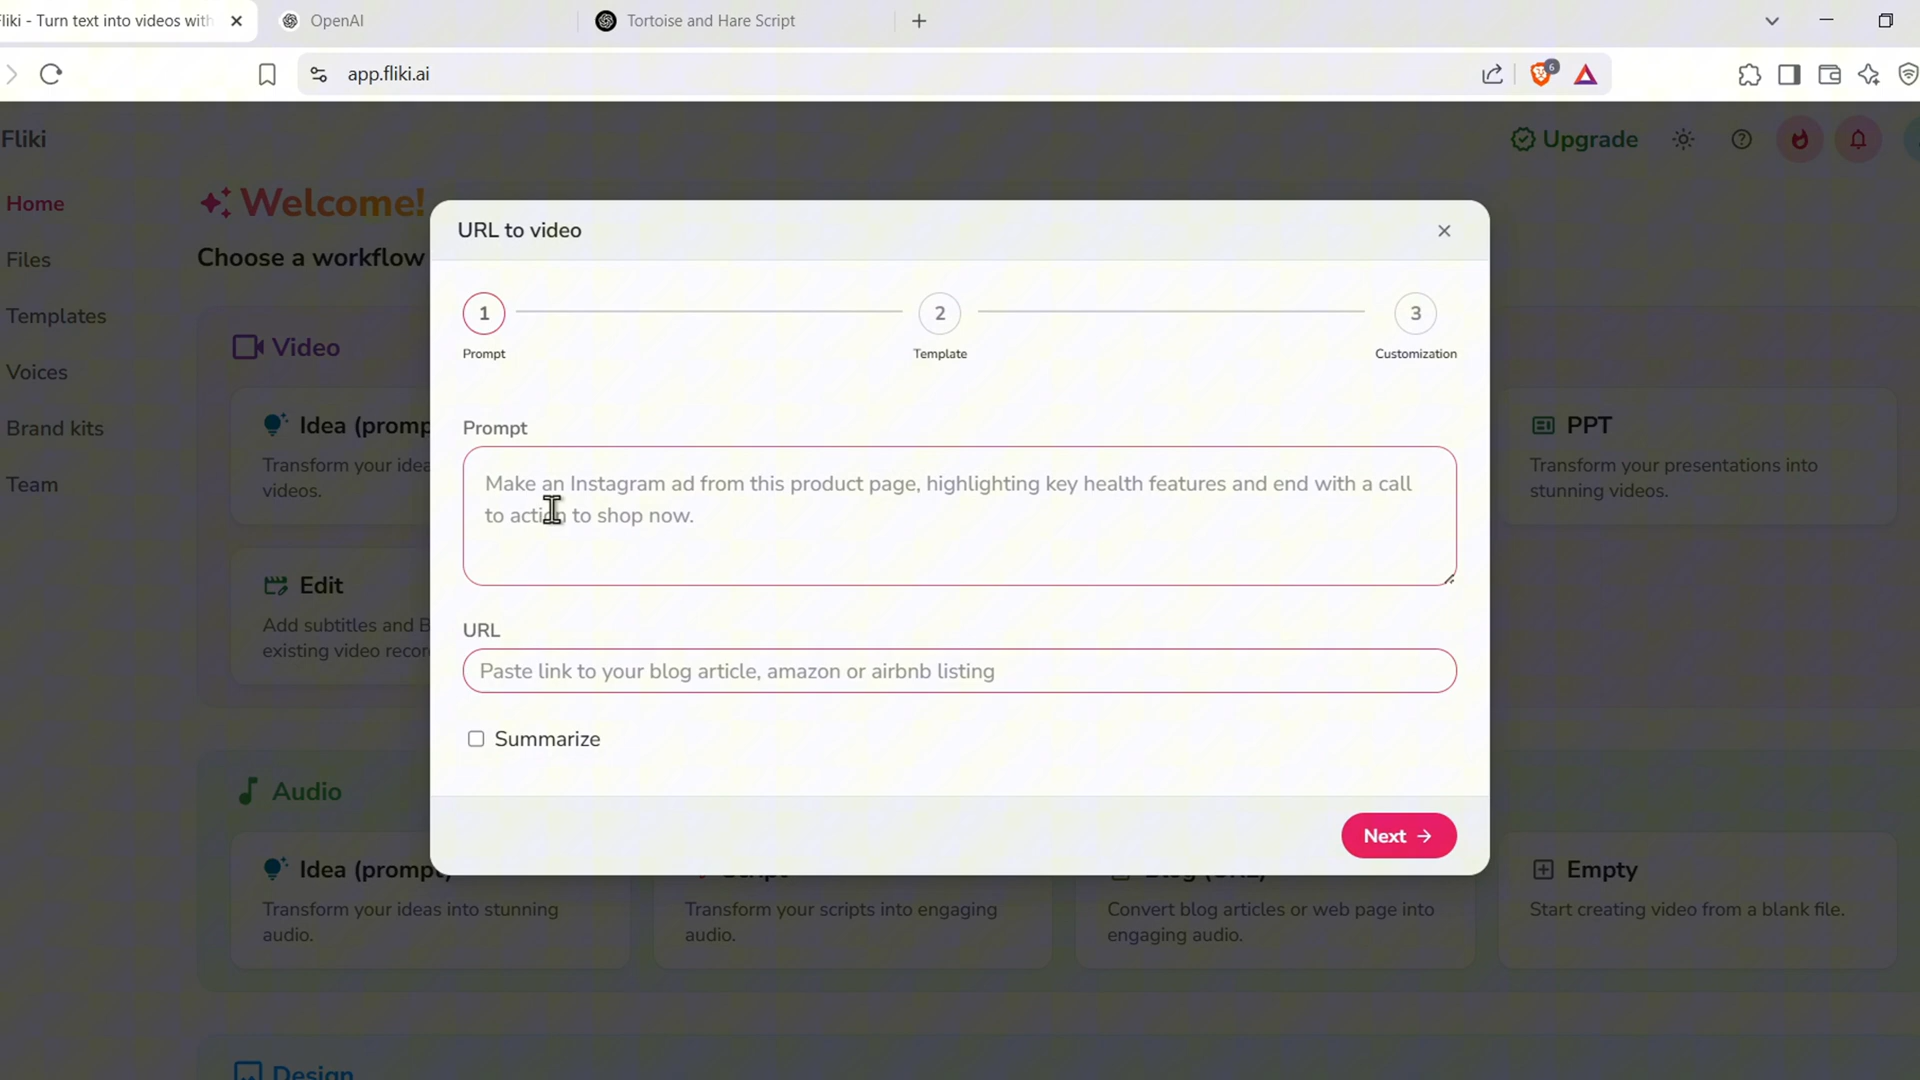 Fliki - Turn text into videos with
OpenAI
Tortoise and Hare Script
app.fliki.ai
6
Fliki
Upgrade
Home
Files
Templates
Voices
Brand kits
Team
Welcome!
Choose a workflow
Video
Idea (promp
Transform your idea
videos.
PPT
Transform your presentations into
stunning videos.
Edit
Add subtitles and B
existing video recor
URL to video
1
2
3
Prompt
Template
Customization
Prompt
Make an Instagram ad from this product page, highlighting key health features and end with a call
to action to shop now.
URL
Paste link to your blog article, amazon or airbnb listing
Summarize
Next
Audio
Idea (prompt)
Transform your ideas into stunning
audio.
Script
Transform your scripts into engaging
audio.
Blog (URL)
Convert blog articles or web page into
engaging audio.
Empty
Start creating video from a blank file.
Design